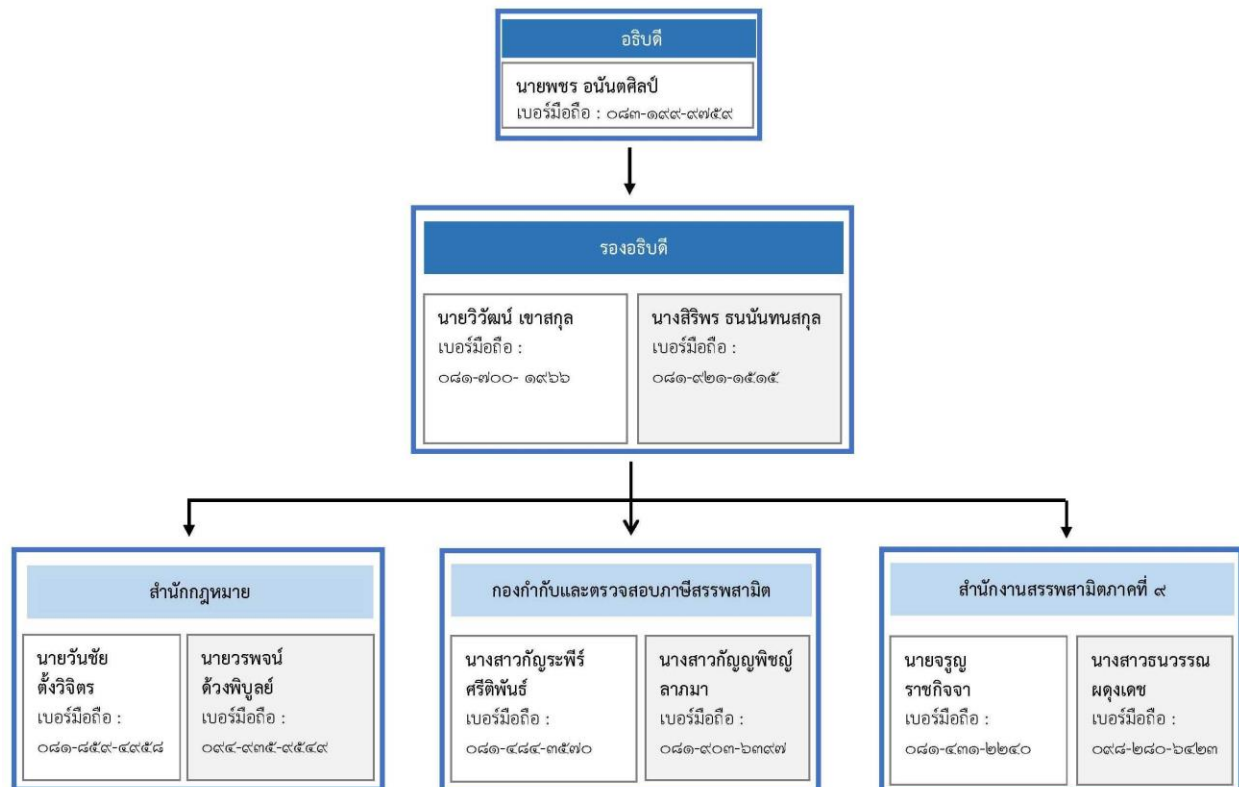 อธิบดี
นายพชร อนันตศิลป์
เบอร์มือถือ : ๐๘๓-๑๙๙-๙๗๕๙
รองอธิบดี
นายวิวัฒน์ เขาสกุล
เบอร์มือถือ :
๐๘๑-๗๐๐- ๑๙๖๖
นางสิริพร ธนนันทนสกุล
เบอร์มือถือ :
๐๘๑-๙๒๑-๑๕๑๕
สำนักกฎหมาย
นายวันชัย
ตั้งวิจิตร
เบอร์มือถือ :
๐๘๑-๘๕๙-๔๙๕๘
นายวรพจน์
ด้วงพิบูลย์
เบอร์มือถือ :
๐๙๔-๙๓๕-๙๕๔๙
กองกำกับและตรวจสอบภาษีสรรพสามิต
นางสาวกัญระพีร์
ศรีติพันธ์
เบอร์มือถือ :
๐๘๑-๔๘๔-๓๕๗๐
นางสาวกัญญพิชญ์
ลาภมา
เบอร์มือถือ :
๐๘๑-๙๐๓-๖๓๙๗
สำนักงานสรรพสามิตภาคที่ ๙
นายจรูญ
ราชกิจจา
เบอร์มือถือ :
๐๘๑-๔๓๑-๒๒๔๐
นางสาวธนวรรณ
ผดุงเดช
เบอร์มือถือ :
๐๙๘-๒๘๐-๖๔๒๓